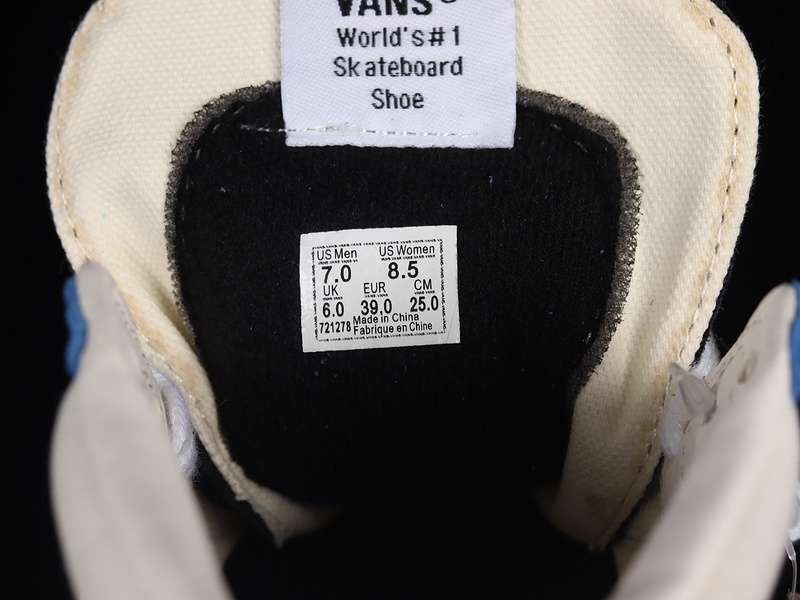 VANS®
World's#1
Skateboard
Shoe
US Men US Women
7.0 8.5
UK EUR CM
6.0 39,0 25.0
721278 Made in China
Fabrique en Chine